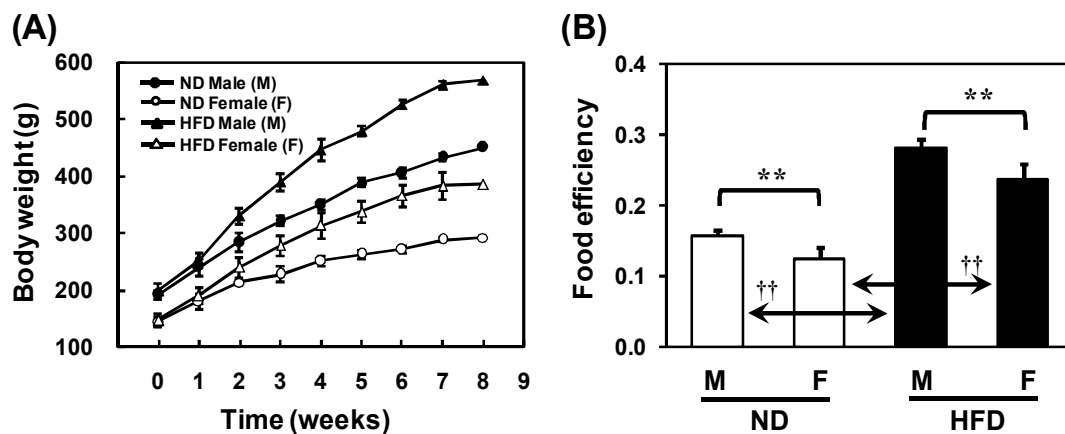 (A)
600
500
400
300
200
100
Body weight (g)
ND Male (M)
ND Female (F)
HFD Male (M)
HFD Female (F)
0 1 2 3 4 5 6 7 8 9
Time (weeks)
(B)
0.4
0.3
0.2
0.1
0.0
Food efficiency
**
**
††
††
M F M F
ND HFD